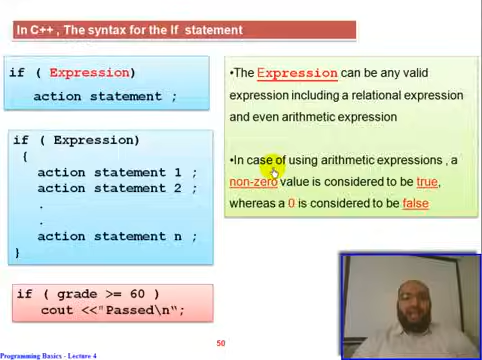 In C++ , The syntax for the If statement
if ( Expression)
action statement ;
if ( Expression)
{
action statement 1 ;
action statement 2 ;
.
.
action statement n ;
}
if ( grade >= 60 )
cout <<"Passed\n“;
•The Expression can be any valid
expression including a relational expression
and even arithmetic expression
•In case of using arithmetic expressions , a
non-zero value is considered to be true,
whereas a 0 is considered to be false
50
Programming Basics - Lecture 4